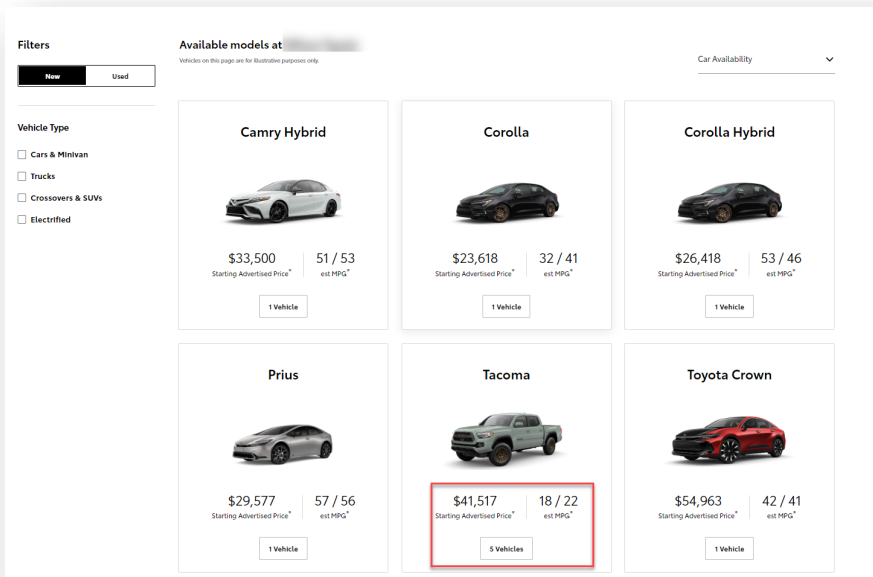 Filters
New Used
Vehicle Type
Cars & Minivan
Trucks
Crossovers & SUVs
Electrified
Available models at
Vehicles on this page are for illustrative purposes only.
Car Availability
Camry Hybrid
$33,500 51 / 53
Starting Advertised Price* est MPG*
1 Vehicle
Corolla
$23,618 32 / 41
Starting Advertised Price* est MPG*
1 Vehicle
Corolla Hybrid
$26,418 53 / 46
Starting Advertised Price* est MPG*
1 Vehicle
Prius
$29,577 57 / 56
Starting Advertised Price* est MPG*
1 Vehicle
Tacoma
$41,517 18 / 22
Starting Advertised Price* est MPG*
5 Vehicles
Toyota Crown
$54,963 42 / 41
Starting Advertised Price* est MPG*
1 Vehicle